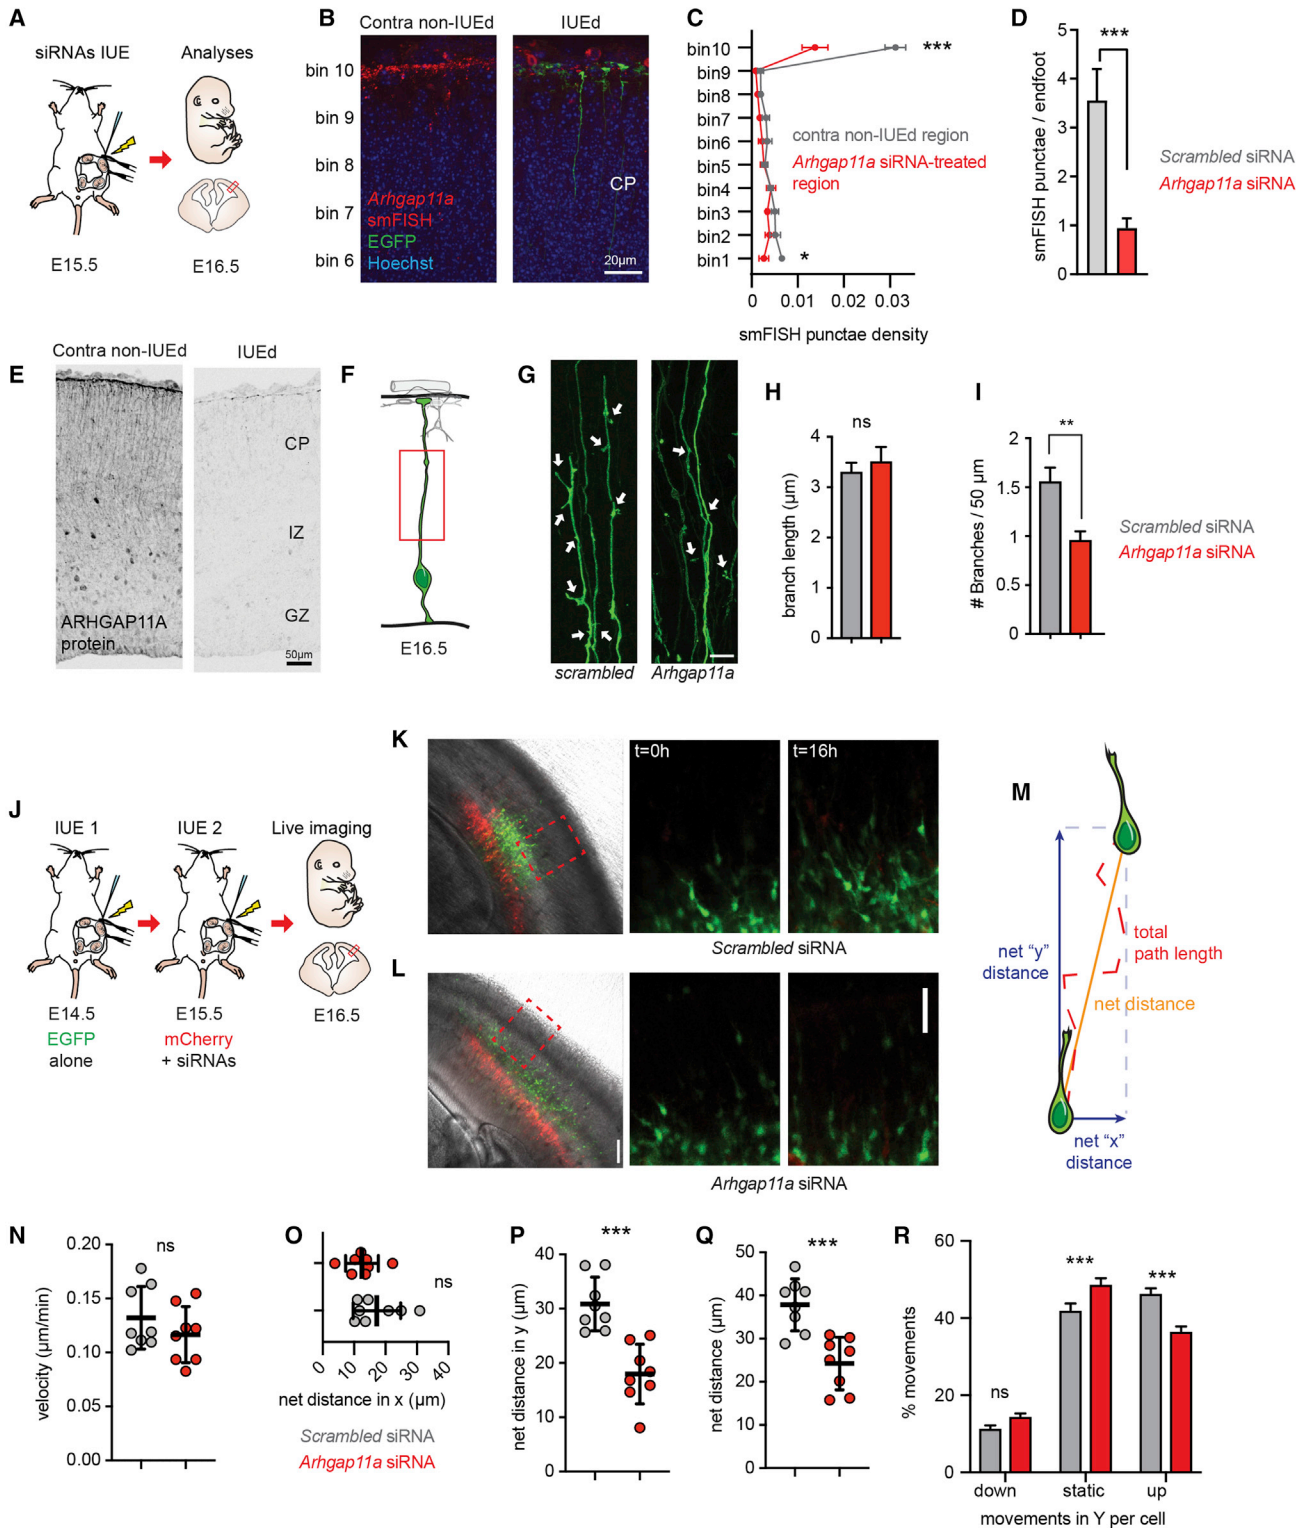 A
siRNAs IUE
Analyses
E15.5
E16.5
B
Contra non-IUEd
IUEd
bin 10
bin 9
bin 8
bin 7
bin 6
Arhgap11a
smFISH
EGFP
Hoechst
CP
20µm
C
bin10
bin9
bin8
bin7
bin6
bin5
bin4
bin3
bin2
bin1
***
*
contra non-IUEd region
Arhgap11a siRNA-treated
region
0 0.01 0.02 0.03
smFISH punctae density
D
***
smFISH punctae / endfoot
5
4
3
2
1
0
Scrambled siRNA
Arhgap11a siRNA
E
Contra non-IUEd
IUEd
CP
IZ
GZ
ARHGAP11A
protein
50µm
F
E16.5
G
scrambled
Arhgap11a
H
ns
branch length (µm)
4
3
2
1
0
I
**
# Branches / 50 µm
2
1.5
1
0.5
0
Scrambled siRNA
Arhgap11a siRNA
J
IUE 1
IUE 2
Live imaging
E14.5
E15.5
E16.5
EGFP
alone
mCherry
+ siRNAs
K
t=0h
t=16h
Scrambled siRNA
L
Arhgap11a siRNA
M
net “y”
distance
total
path length
net distance
net “x”
distance
N
ns
velocity (µm/min)
0.20
0.15
0.10
0.05
0.00
O
ns
0 10 20 30 40
net distance in x (µm)
Scrambled siRNA
Arhgap11a siRNA
P
***
net distance in y (µm)
40
30
20
10
0
Q
***
net distance (µm)
50
40
30
20
10
0
R
% movements
60
40
20
0
ns
***
***
down static up
movements in Y per cell